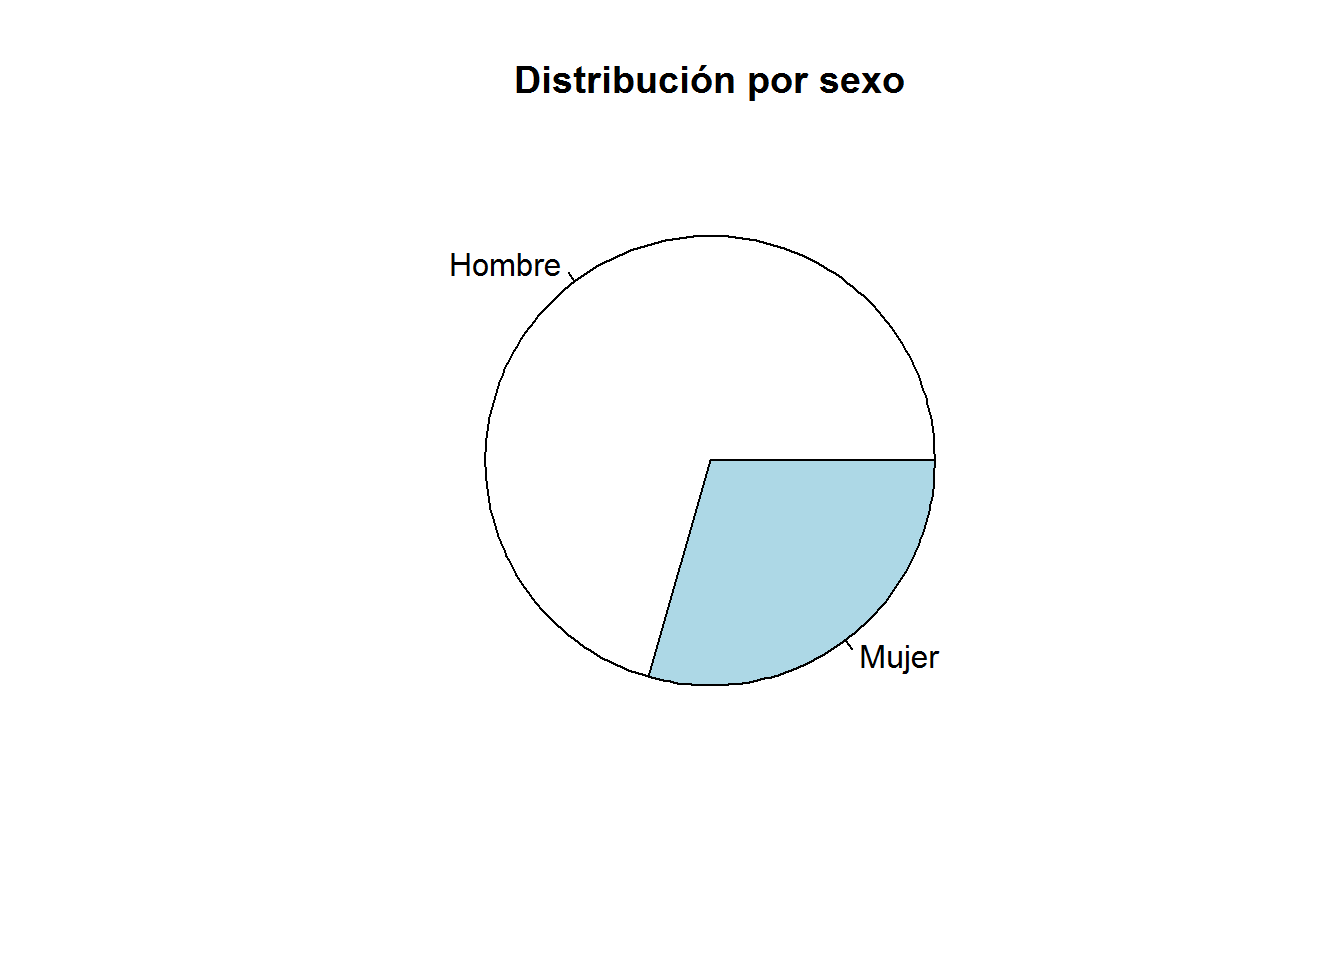 Distribución por sexo
Hombre
Mujer